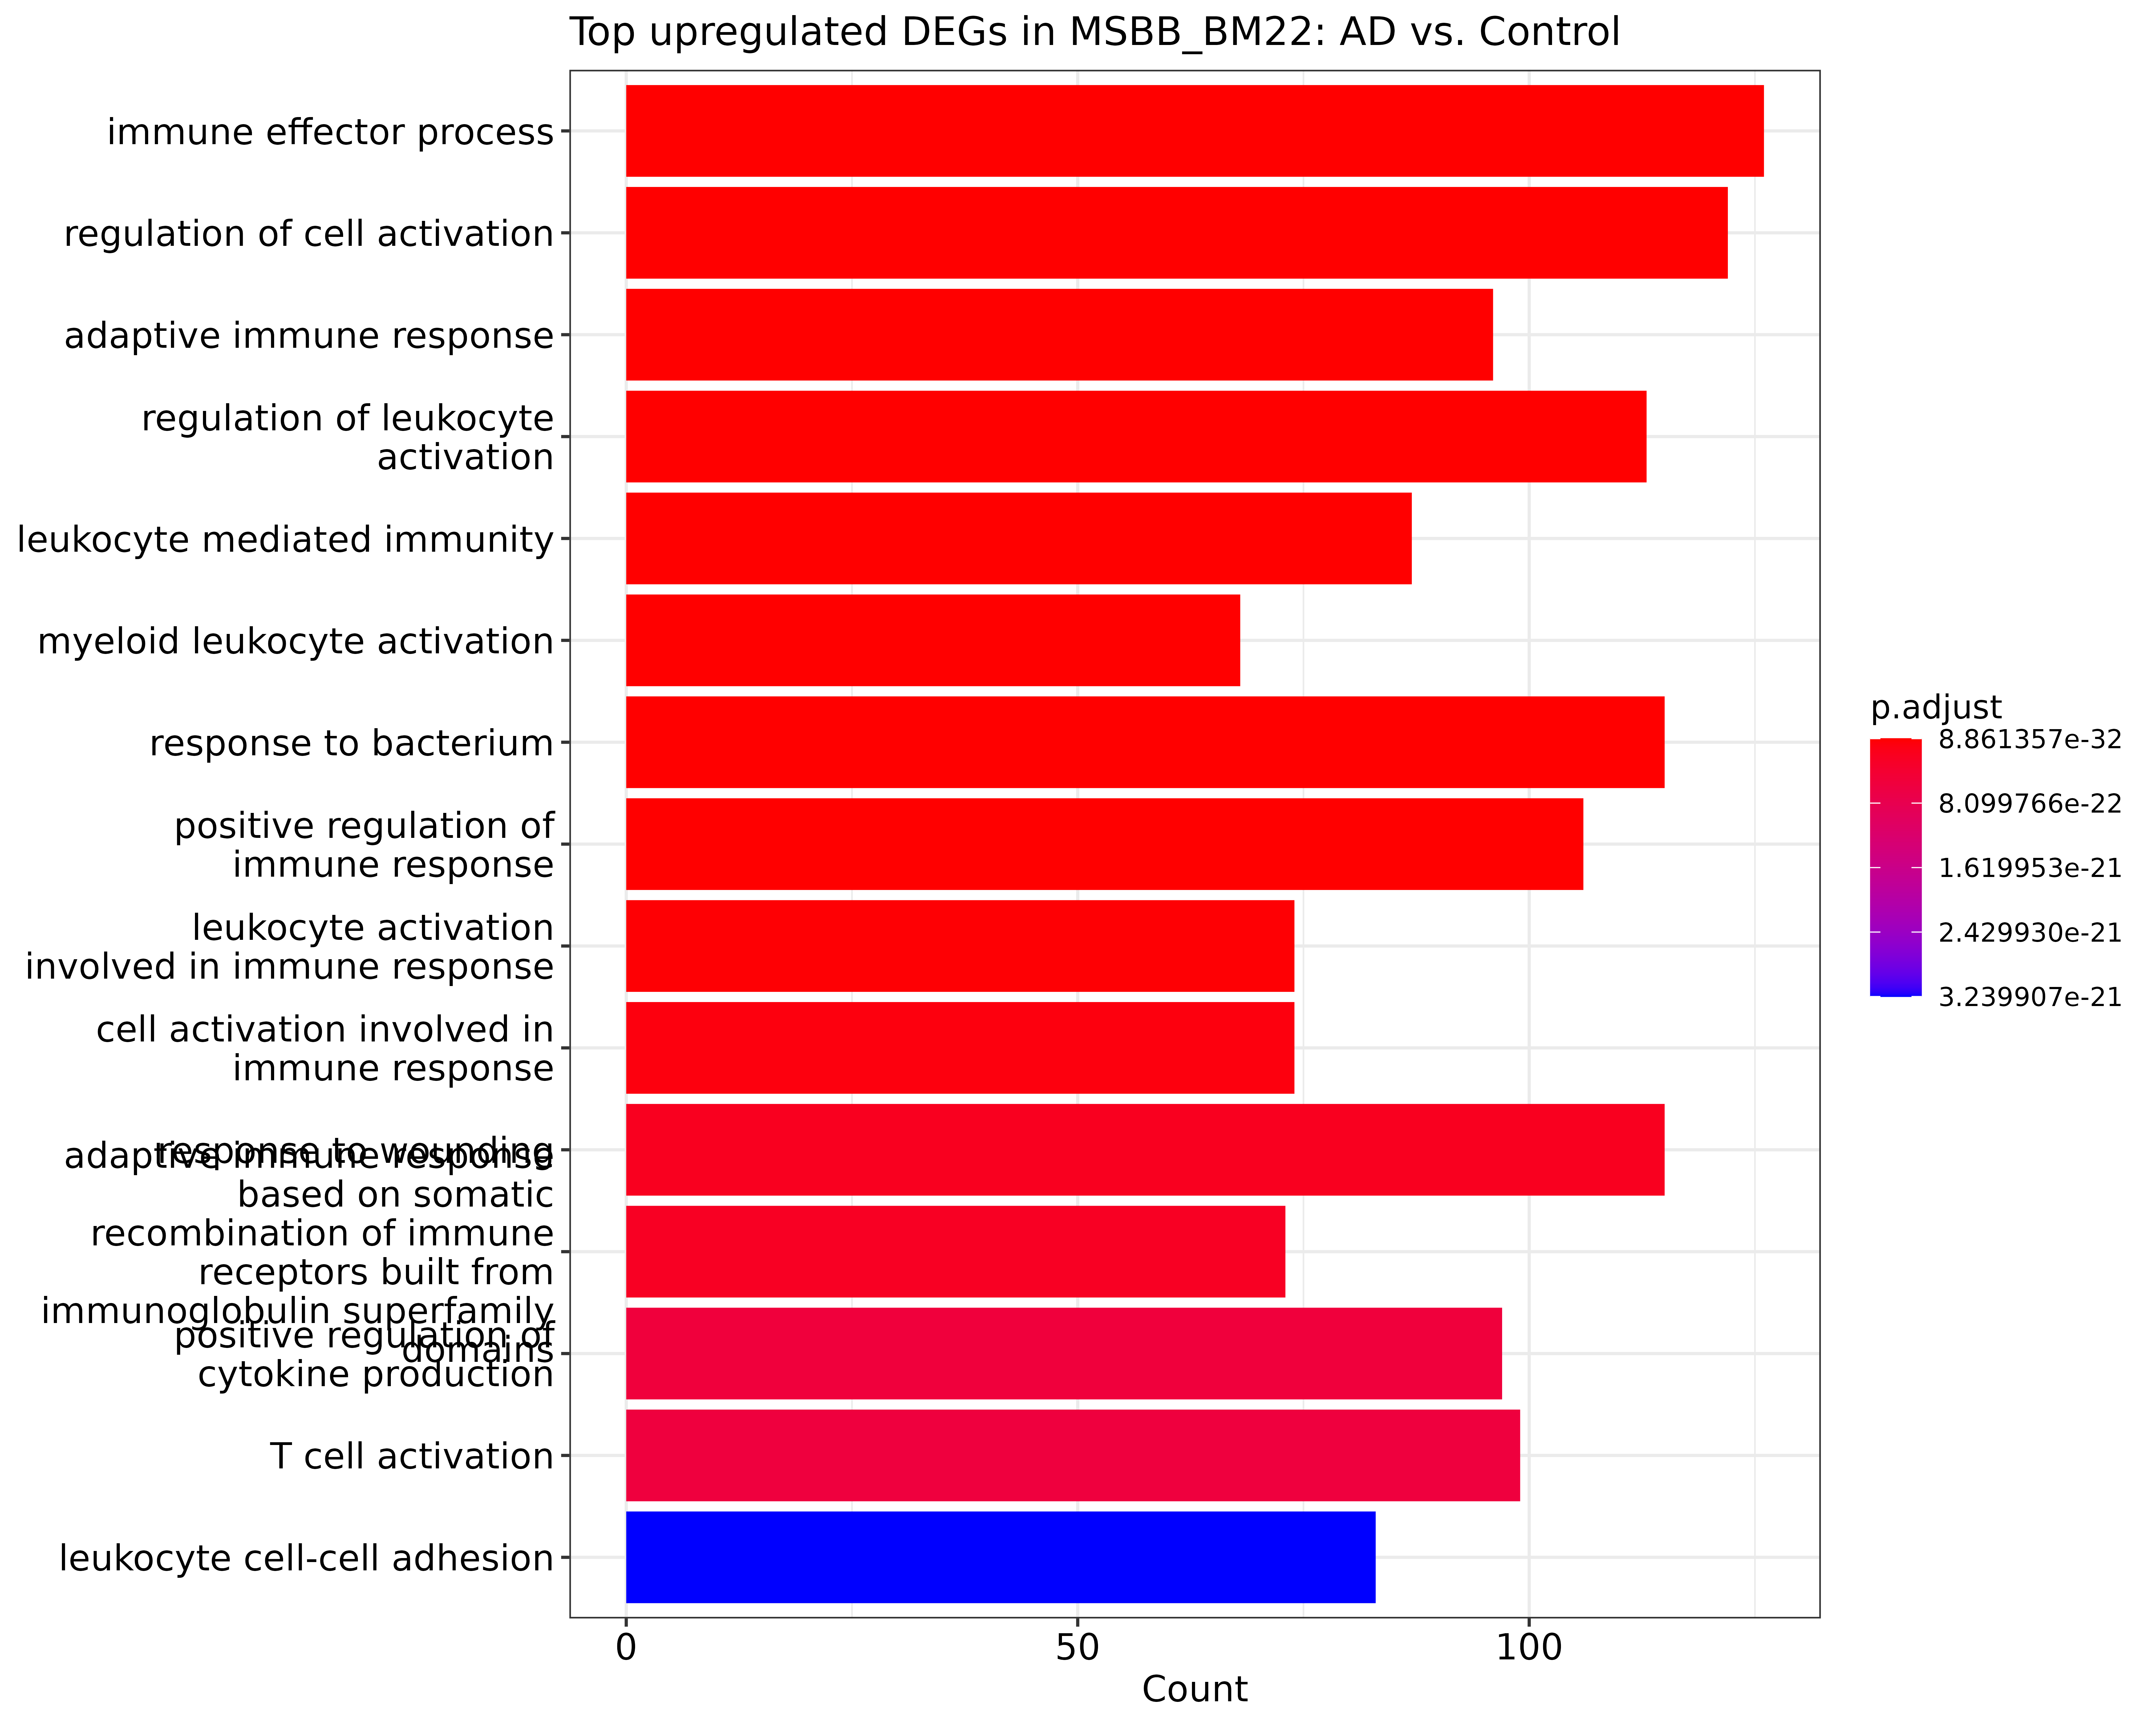 Top upregulated DEGs in MSBB_BM22: AD vs. Control
immune effector process
regulation of cell activation
adaptive immune response
regulation of leukocyte
activation
leukocyte mediated immunity
myeloid leukocyte activation
response to bacterium
positive regulation of
immune response
leukocyte activation
involved in immune response
cell activation involved in
immune response
response to wounding
adaptive immune response
based on somatic
recombination of immune
receptors built from
immunoglobulin superfamily
domains
positive regulation of
cytokine production
T cell activation
leukocyte cell-cell adhesion
0 50 100
Count
p.adjust
8.861357e-32
8.099766e-22
1.619953e-21
2.429930e-21
3.239907e-21